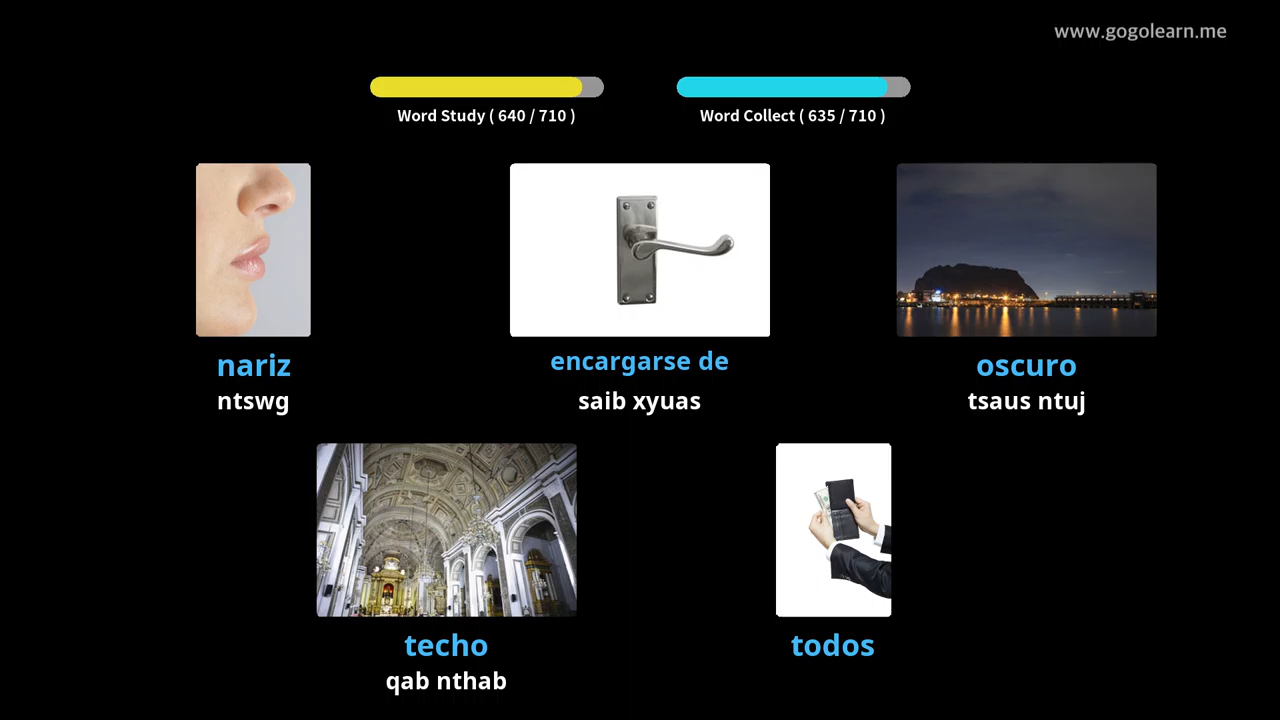 www.gogolearn.me
Word Study ( 640 / 710 )
Word Collect ( 635 / 710 )
nariz
ntswg
encargarse de
saib xyuas
oscuro
tsaus ntuj
techo
qab nthab
todos